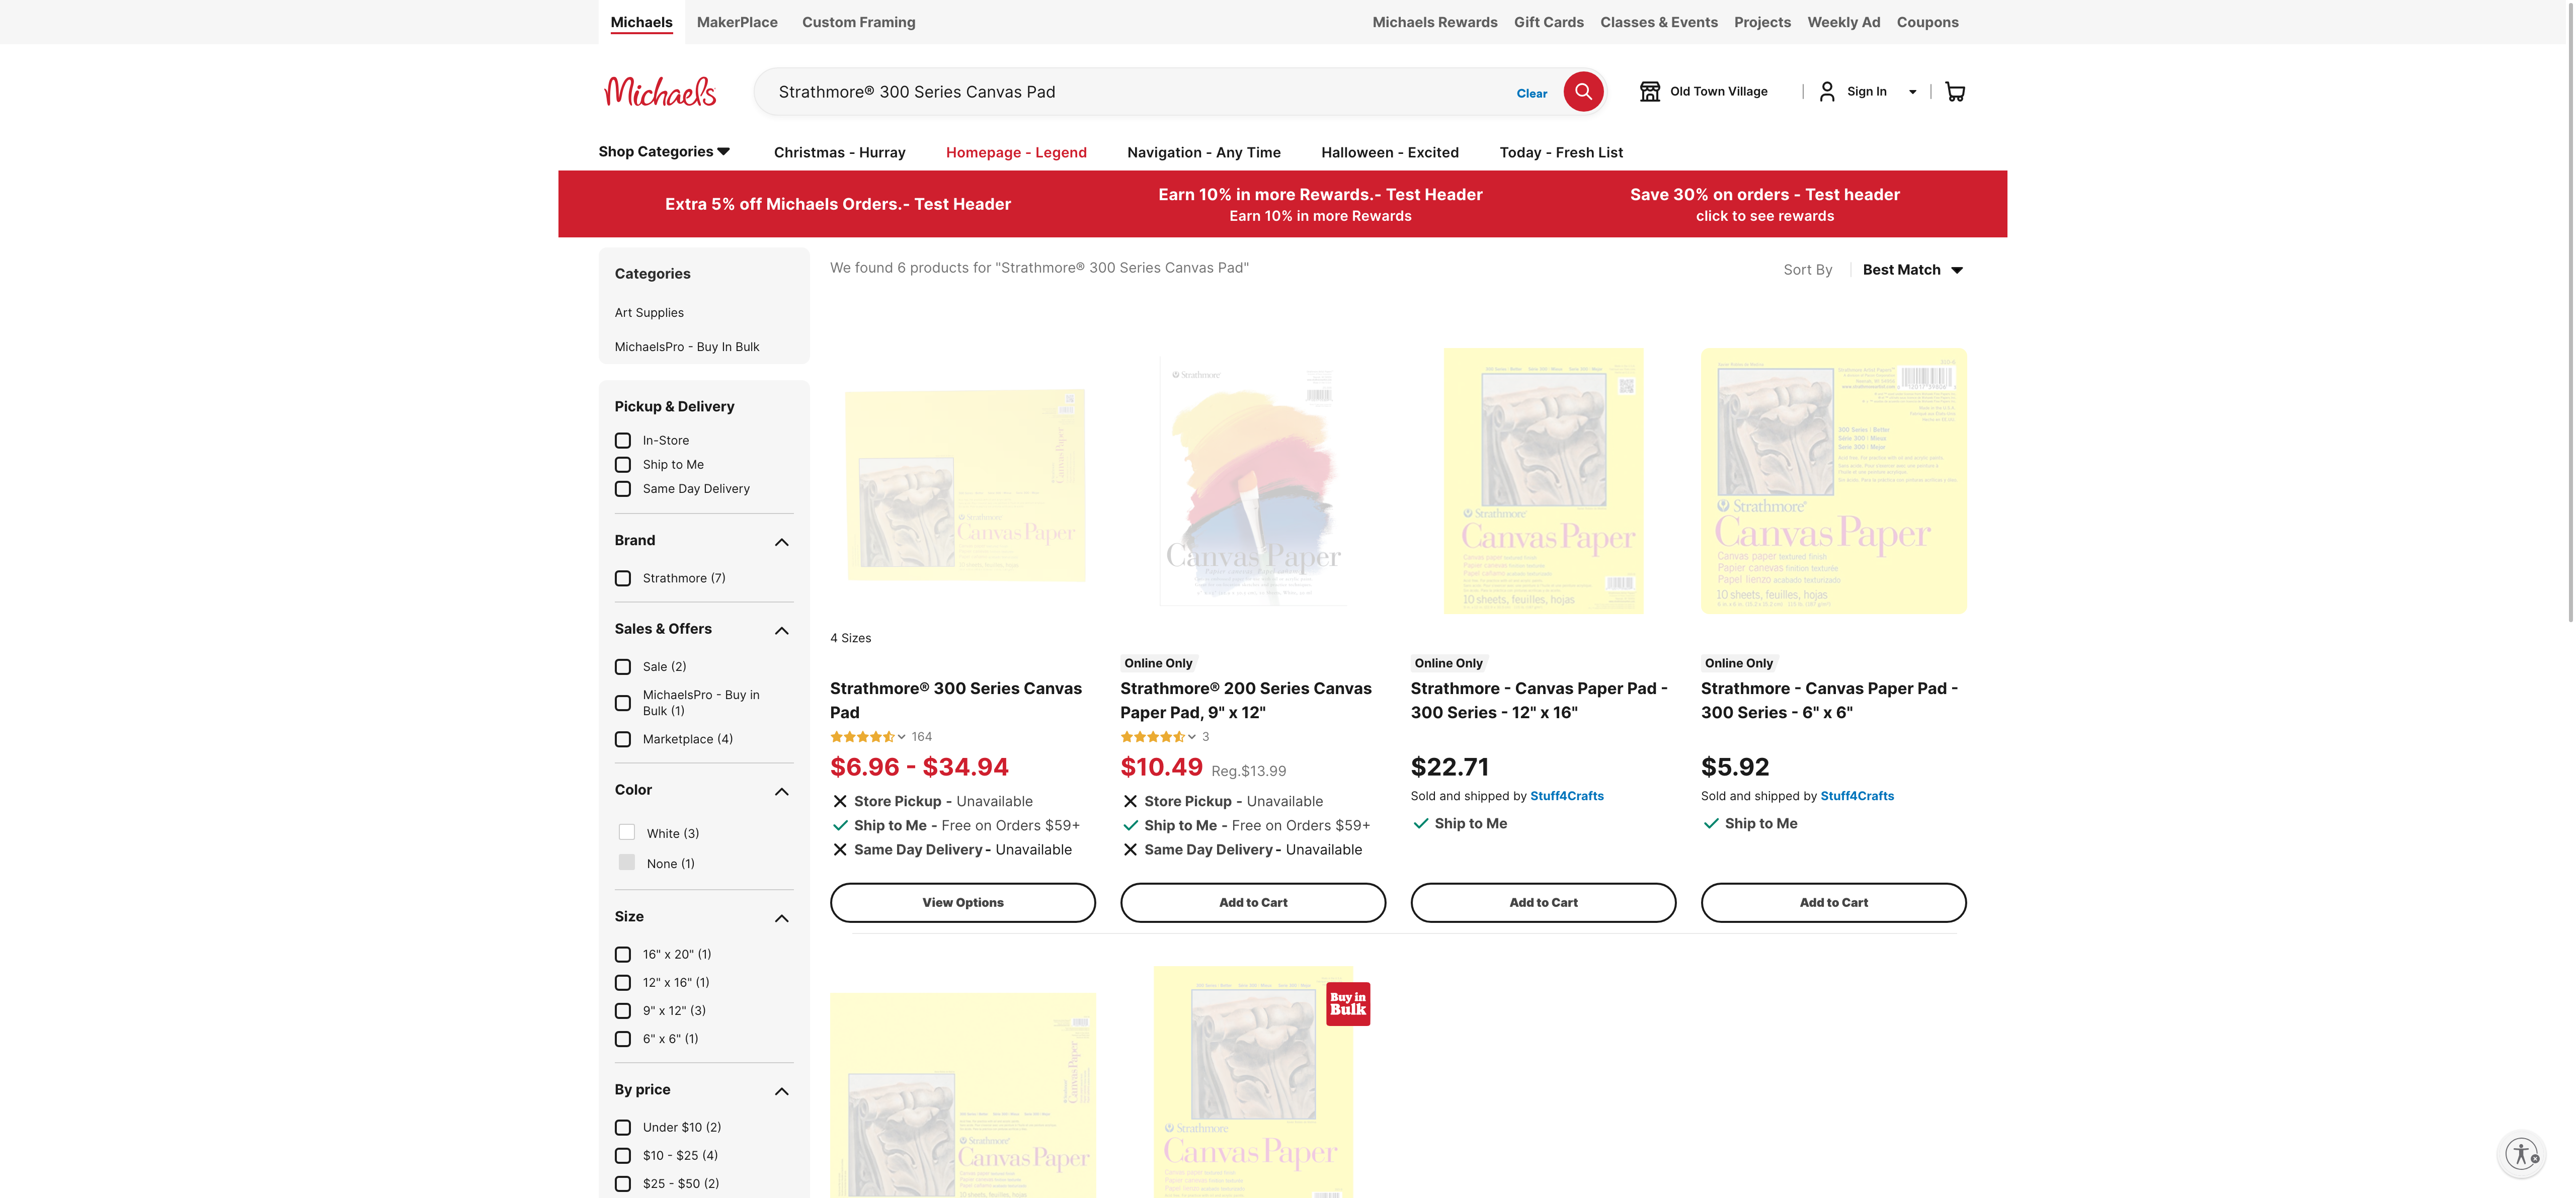 Michaels MakerPlace Custom Framing Michaels Rewards Gift Cards Classes & Events Projects Weekly Ad Coupons
Michaels Strathmore® 300 Series Canvas Pad Clear Old Town Village Sign In
Shop Categories Christmas - Hurray Homepage - Legend Navigation - Any Time Halloween - Excited Today - Fresh List
Extra 5% off Michaels Orders.- Test Header
Earn 10% in more Rewards.- Test Header
Earn 10% in more Rewards
Save 30% on orders - Test header
click to see rewards
Categories
Art Supplies
MichaelsPro - Buy In Bulk
Pickup & Delivery
In-Store
Ship to Me
Same Day Delivery
Brand
Strathmore (7)
Sales & Offers
Sale (2)
MichaelsPro - Buy in
Bulk (1)
Marketplace (4)
Color
White (3)
None (1)
Size
16" x 20" (1)
12" x 16" (1)
9" x 12" (3)
6" x 6" (1)
By price
Under $10 (2)
$10 - $25 (4)
$25 - $50 (2)
We found 6 products for "Strathmore® 300 Series Canvas Pad"
Sort By Best Match
Strathmore
Canvas Paper
4 Sizes
Strathmore® 300 Series Canvas
Pad
164
$6.96 - $34.94
Store Pickup - Unavailable
Ship to Me - Free on Orders $59+
Same Day Delivery - Unavailable
View Options
Strathmore
Canvas Paper
Online Only
Strathmore® 200 Series Canvas
Paper Pad, 9" x 12"
3
$10.49 Reg.$13.99
Store Pickup - Unavailable
Ship to Me - Free on Orders $59+
Same Day Delivery - Unavailable
Add to Cart
Strathmore
Canvas Paper
Canvas paper textured finish
10 sheets, feuilles, hojas
Online Only
Strathmore - Canvas Paper Pad -
300 Series - 12" x 16"
$22.71
Sold and shipped by Stuff4Crafts
Ship to Me
Add to Cart
300 Series | Better
Strathmore®
Canvas Paper
Canvas paper textured finish
Papier canevas finition texturée
Papel lienzo acabado texturizado
10 sheets, feuilles, hojas
Online Only
Strathmore - Canvas Paper Pad -
300 Series - 6" x 6"
$5.92
Sold and shipped by Stuff4Crafts
Ship to Me
Add to Cart
Canvas Paper
Strathmore®
Canvas Paper
Buy in
Bulk
Strathmore
Canvas Paper